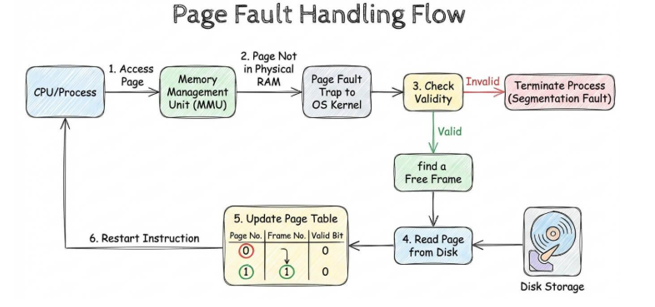 Page Fault Handling Flow
1. Access
Page
2. Page Not
in Physical
RAM
CPU/Process
Memory
Management
Unit (MMU)
Page Fault
Trap to
OS Kernel
3. Check
Validity
Invalid
Terminate Process
(Segmentation Fault)
Valid
find a
Free Frame
4. Read Page
from Disk
Disk Storage
5. Update Page Table
Page No. Frame No. Valid Bit
0 0
1 1 0
6. Restart Instruction